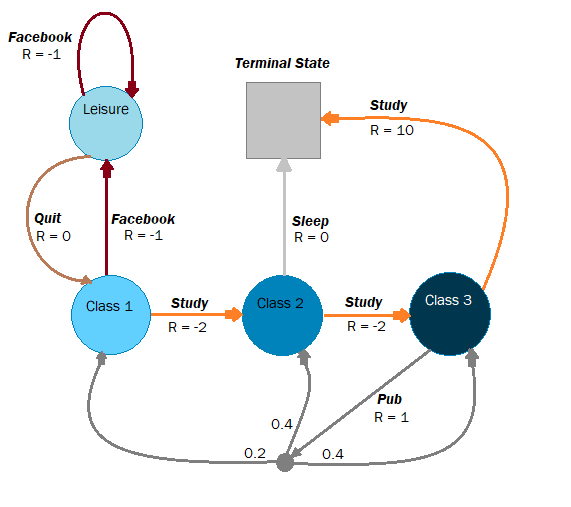 Facebook
R = -1
Terminal State
Leisure
Study
R = 10
Quit
R = 0
Facebook
R = -1
Sleep
R = 0
Class 1
Study
R = -2
Class 2
Study
R = -2
Class 3
Pub
R = 1
0.4
0.2
0.4